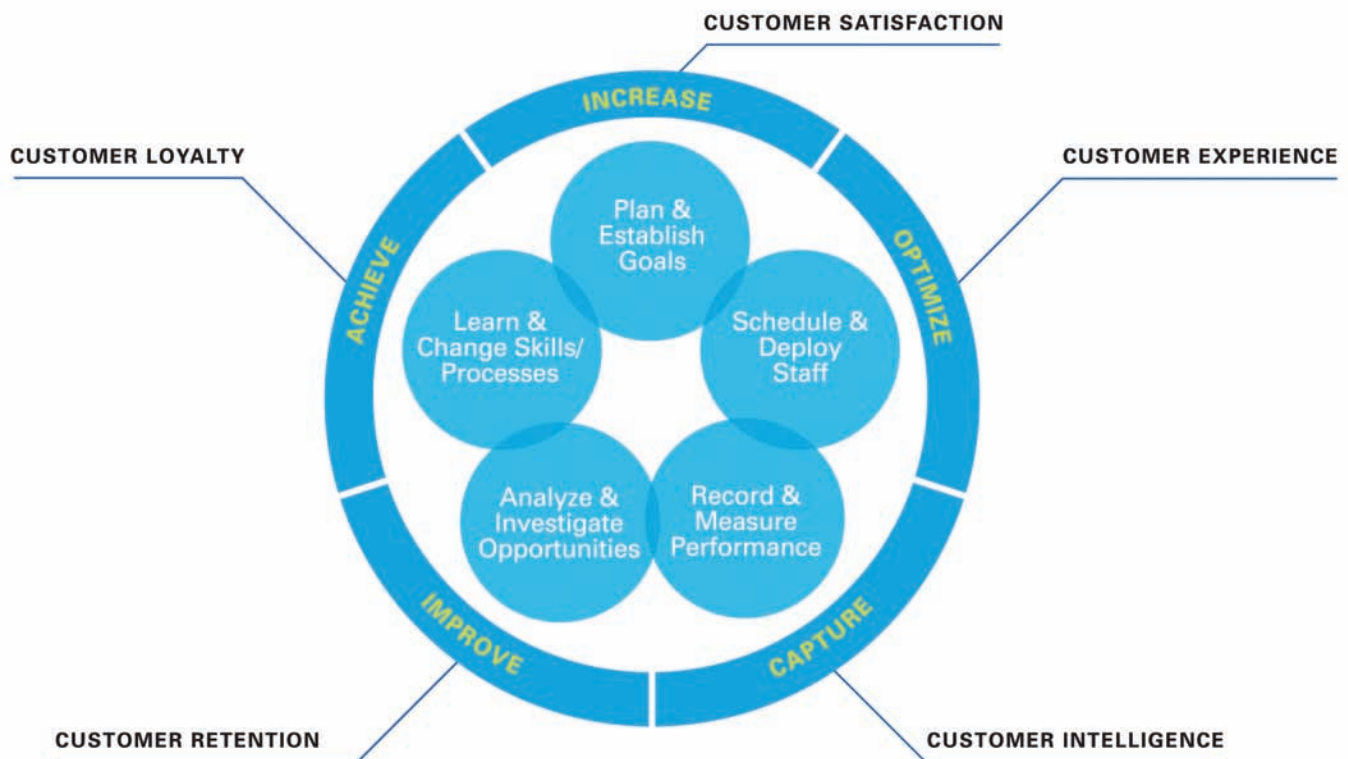 CUSTOMER SATISFACTION
INCREASE
CUSTOMER LOYALTY
CUSTOMER EXPERIENCE
ACHIEVE
OPTIMIZE
Plan &
Establish
Goals
Learn &
Change Skills/
Processes
Schedule &
Deploy
Staff
Analyze &
Investigate
Opportunities
Record &
Measure
Performance
IMPROVE
CAPTURE
CUSTOMER RETENTION
CUSTOMER INTELLIGENCE